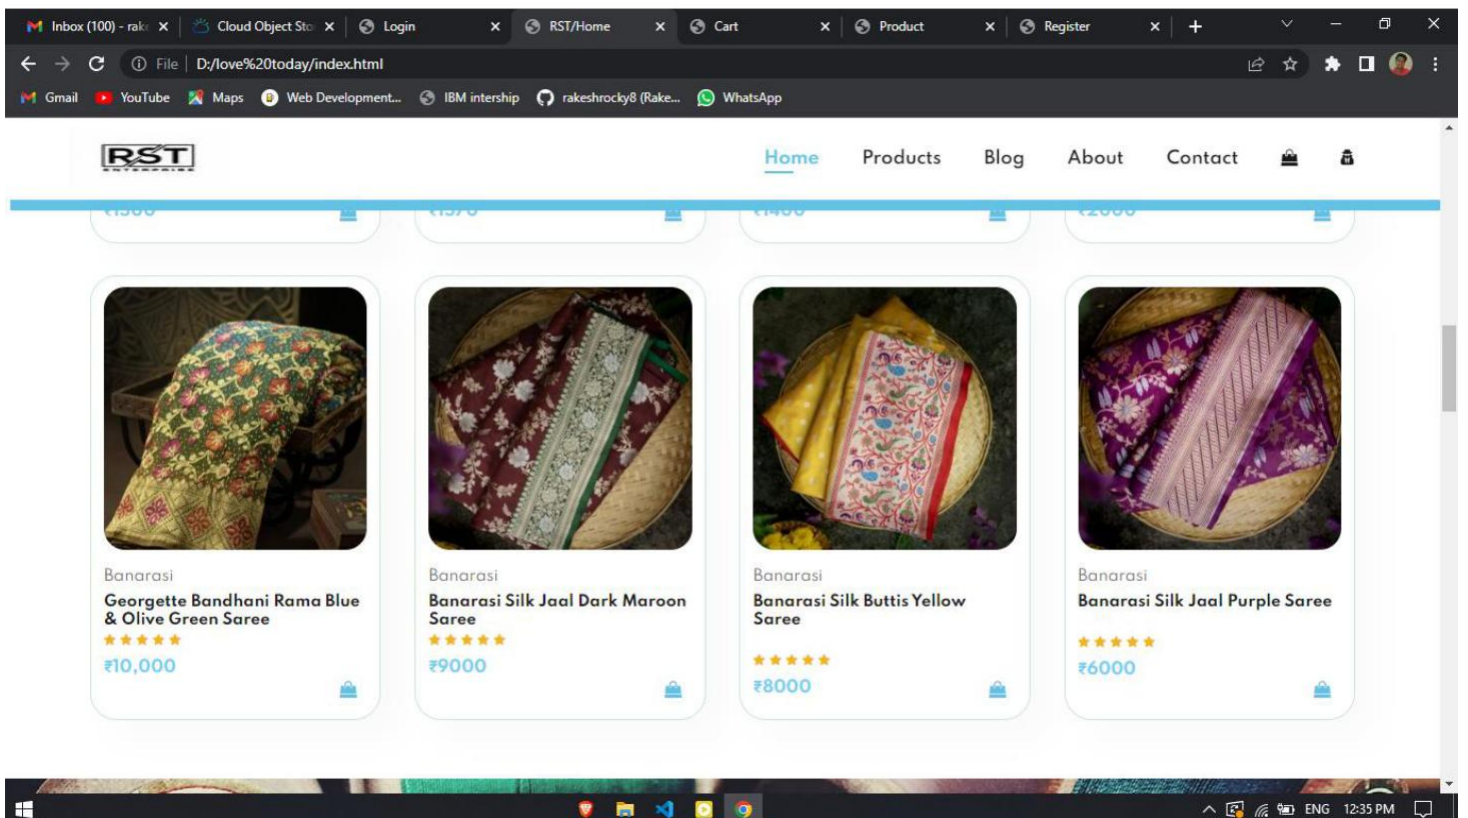 Inbox (100) - rak
Cloud Object Sto
Login
RST/Home
Cart
Product
Register
File
D:/love%20today/index.html
Gmail
YouTube
Maps
Web Development...
IBM intership
rakeshrocky8 (Rake...
WhatsApp
RST
ENTERPRISE
Home
Products
Blog
About
Contact
Banarasi
Georgette Bandhani Rama Blue
& Olive Green Saree
₹10,000
Banarasi
Banarasi Silk Jaal Dark Maroon
Saree
₹9000
Banarasi
Banarasi Silk Buttis Yellow
Saree
₹8000
Banarasi
Banarasi Silk Jaal Purple Saree
₹6000
ENG
12:35 PM